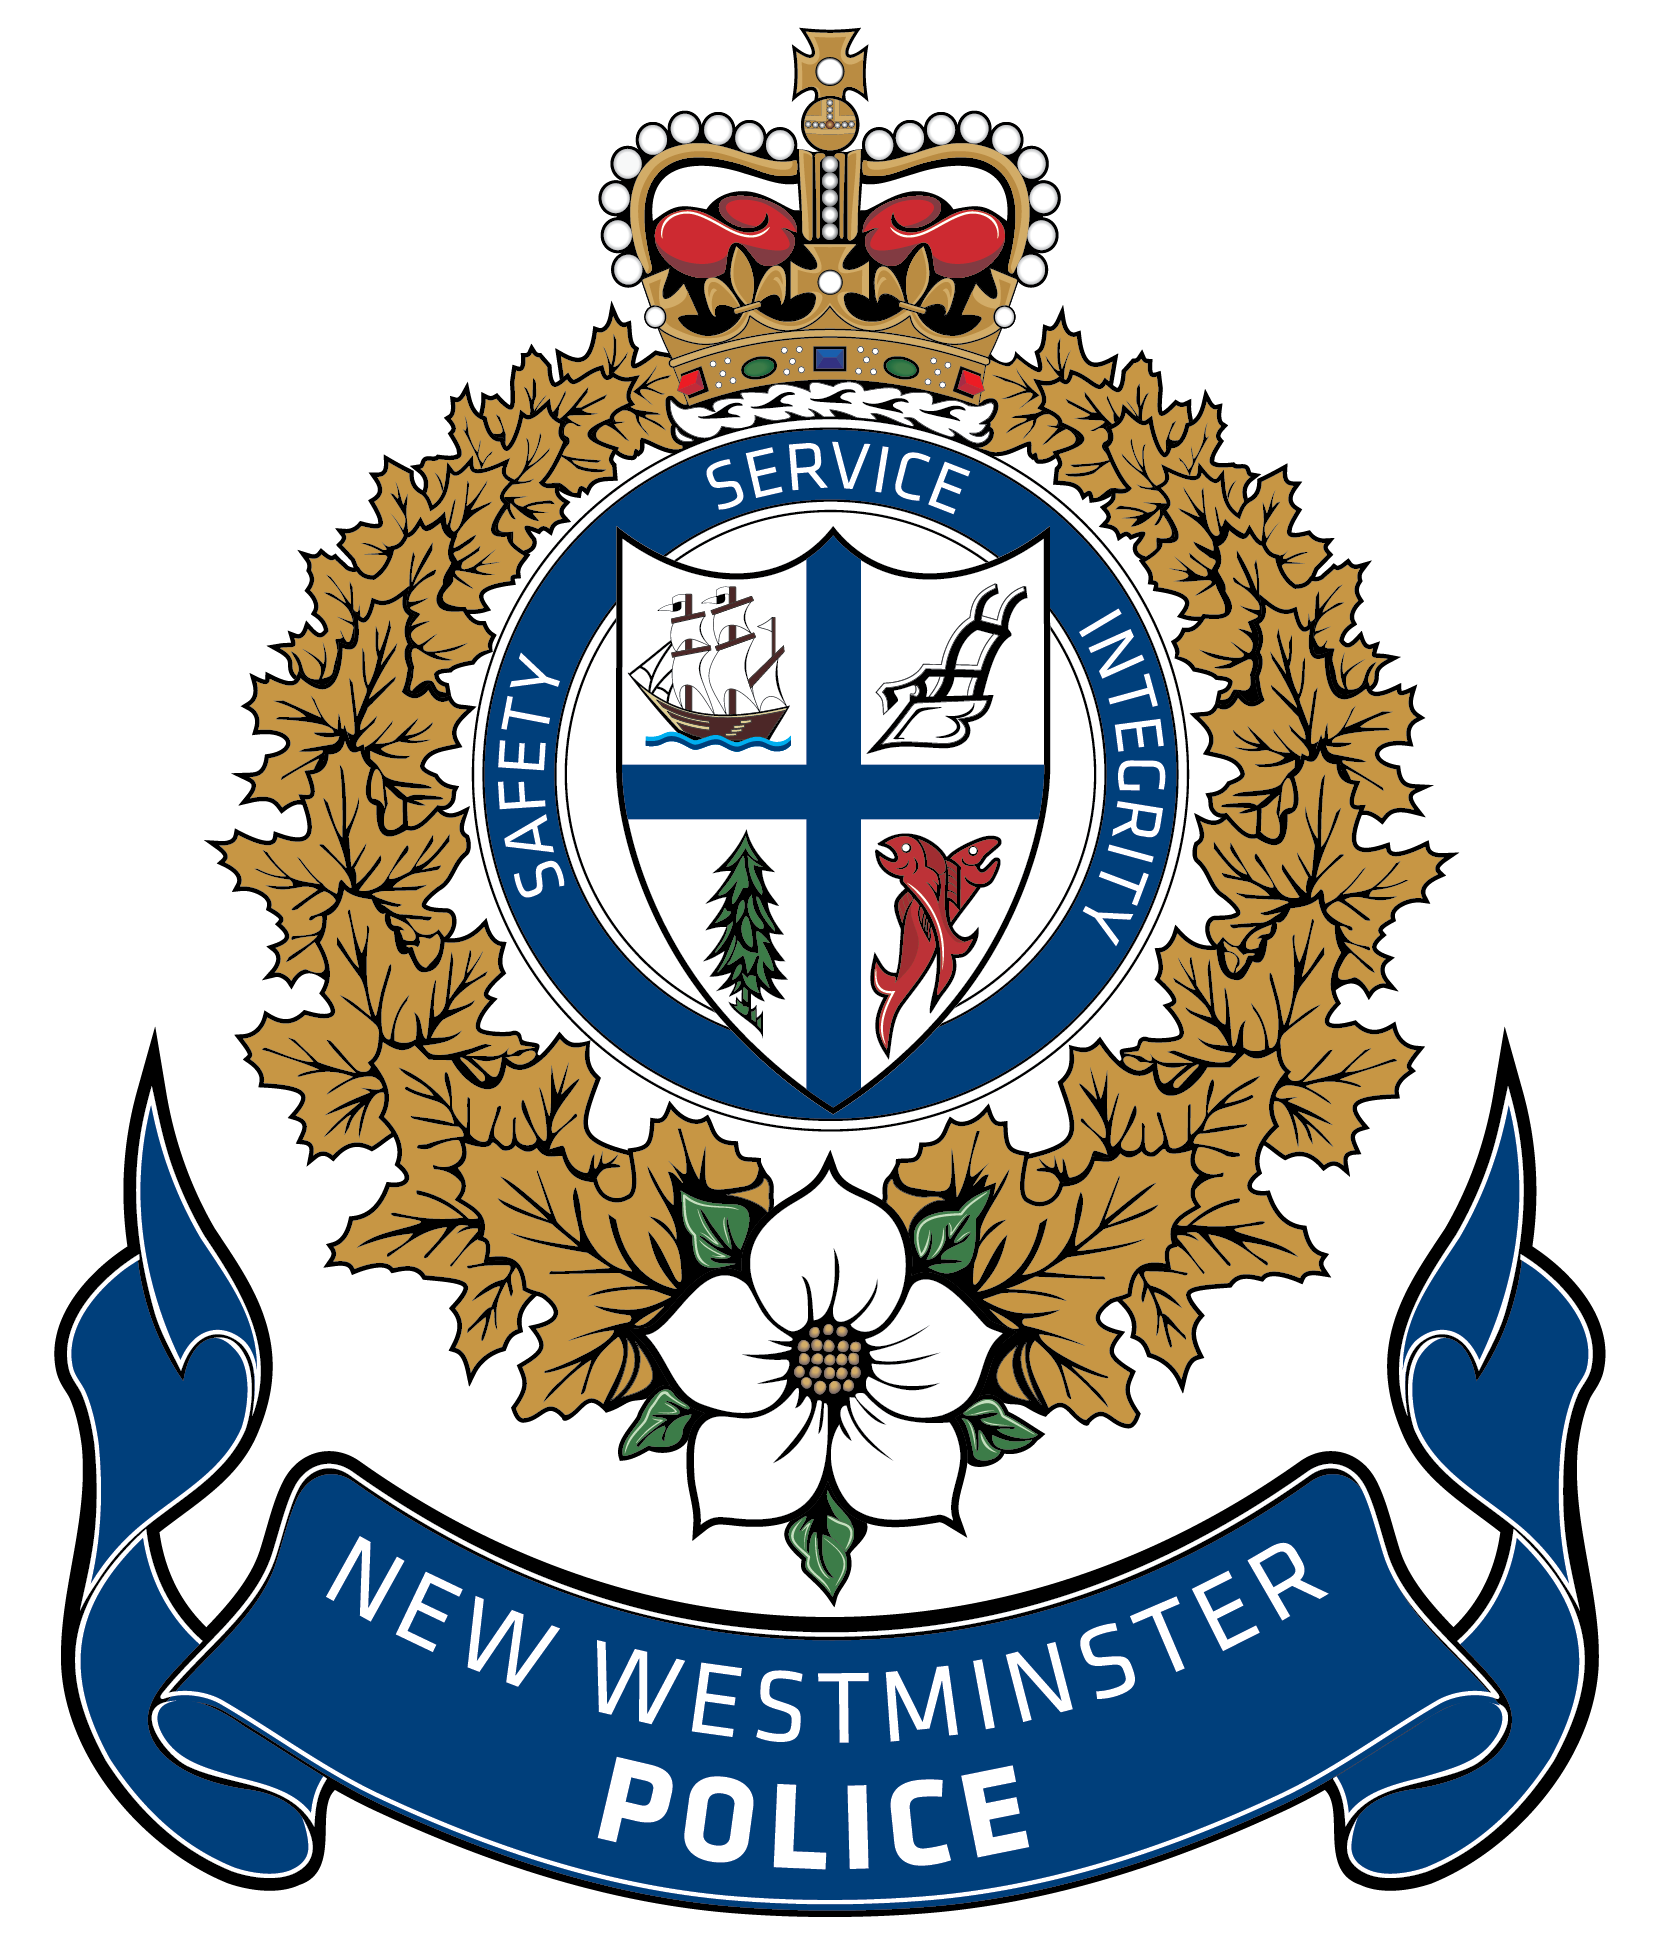 SAFETY
SERVICE
INTEGRITY
NEW WESTMINSTER
POLICE